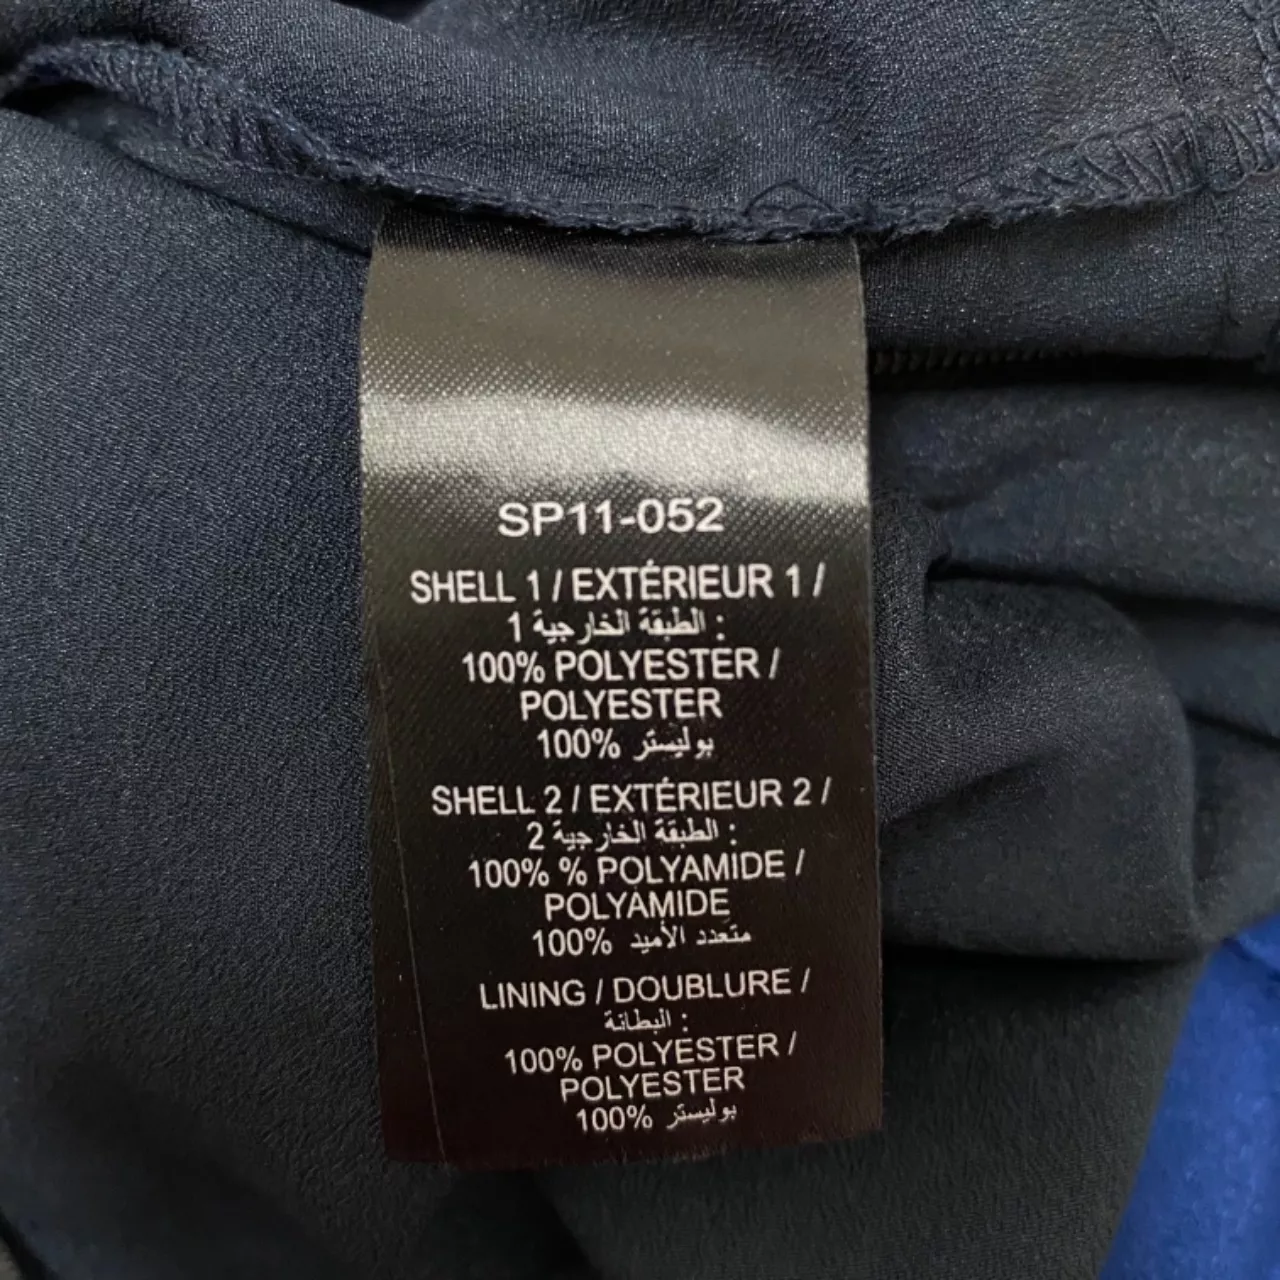 SP11-052
SHELL 1 / EXTÉRIEUR 1 /
الطبقة الخارجية 1 :
100% POLYESTER /
POLYESTER
100% بوليستر
SHELL 2 / EXTÉRIEUR 2 /
الطبقة الخارجية 2 :
100% % POLYAMIDE /
POLYAMIDE
100% متعدد الأميد
LINING / DOUBLURE /
البطانة :
100% POLYESTER /
POLYESTER
100% بوليستر